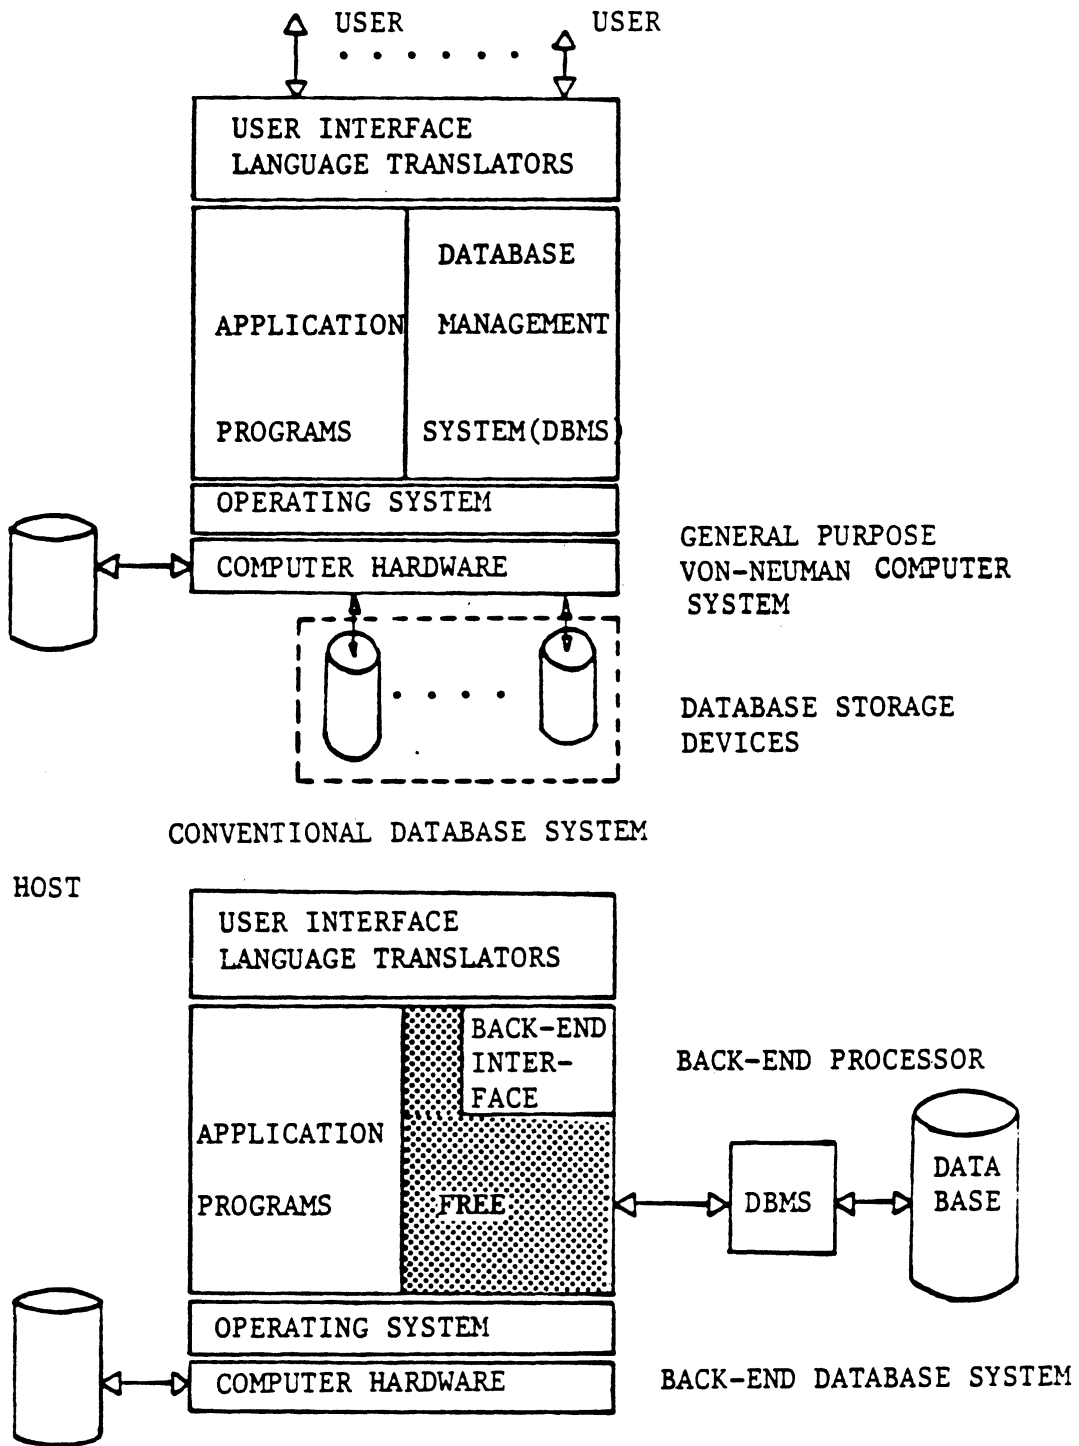 USER
USER
USER INTERFACE
LANGUAGE TRANSLATORS
DATABASE
APPLICATION
MANAGEMENT
PROGRAMS
SYSTEM(DBMS)
OPERATING SYSTEM
COMPUTER HARDWARE
GENERAL PURPOSE
VON-NEUMAN COMPUTER
SYSTEM
DATABASE STORAGE
DEVICES
CONVENTIONAL DATABASE SYSTEM
HOST
USER INTERFACE
LANGUAGE TRANSLATORS
BACK-END
INTER-
FACE
APPLICATION
PROGRAMS
FREE
BACK-END PROCESSOR
DBMS
DATA
BASE
OPERATING SYSTEM
COMPUTER HARDWARE
BACK-END DATABASE SYSTEM